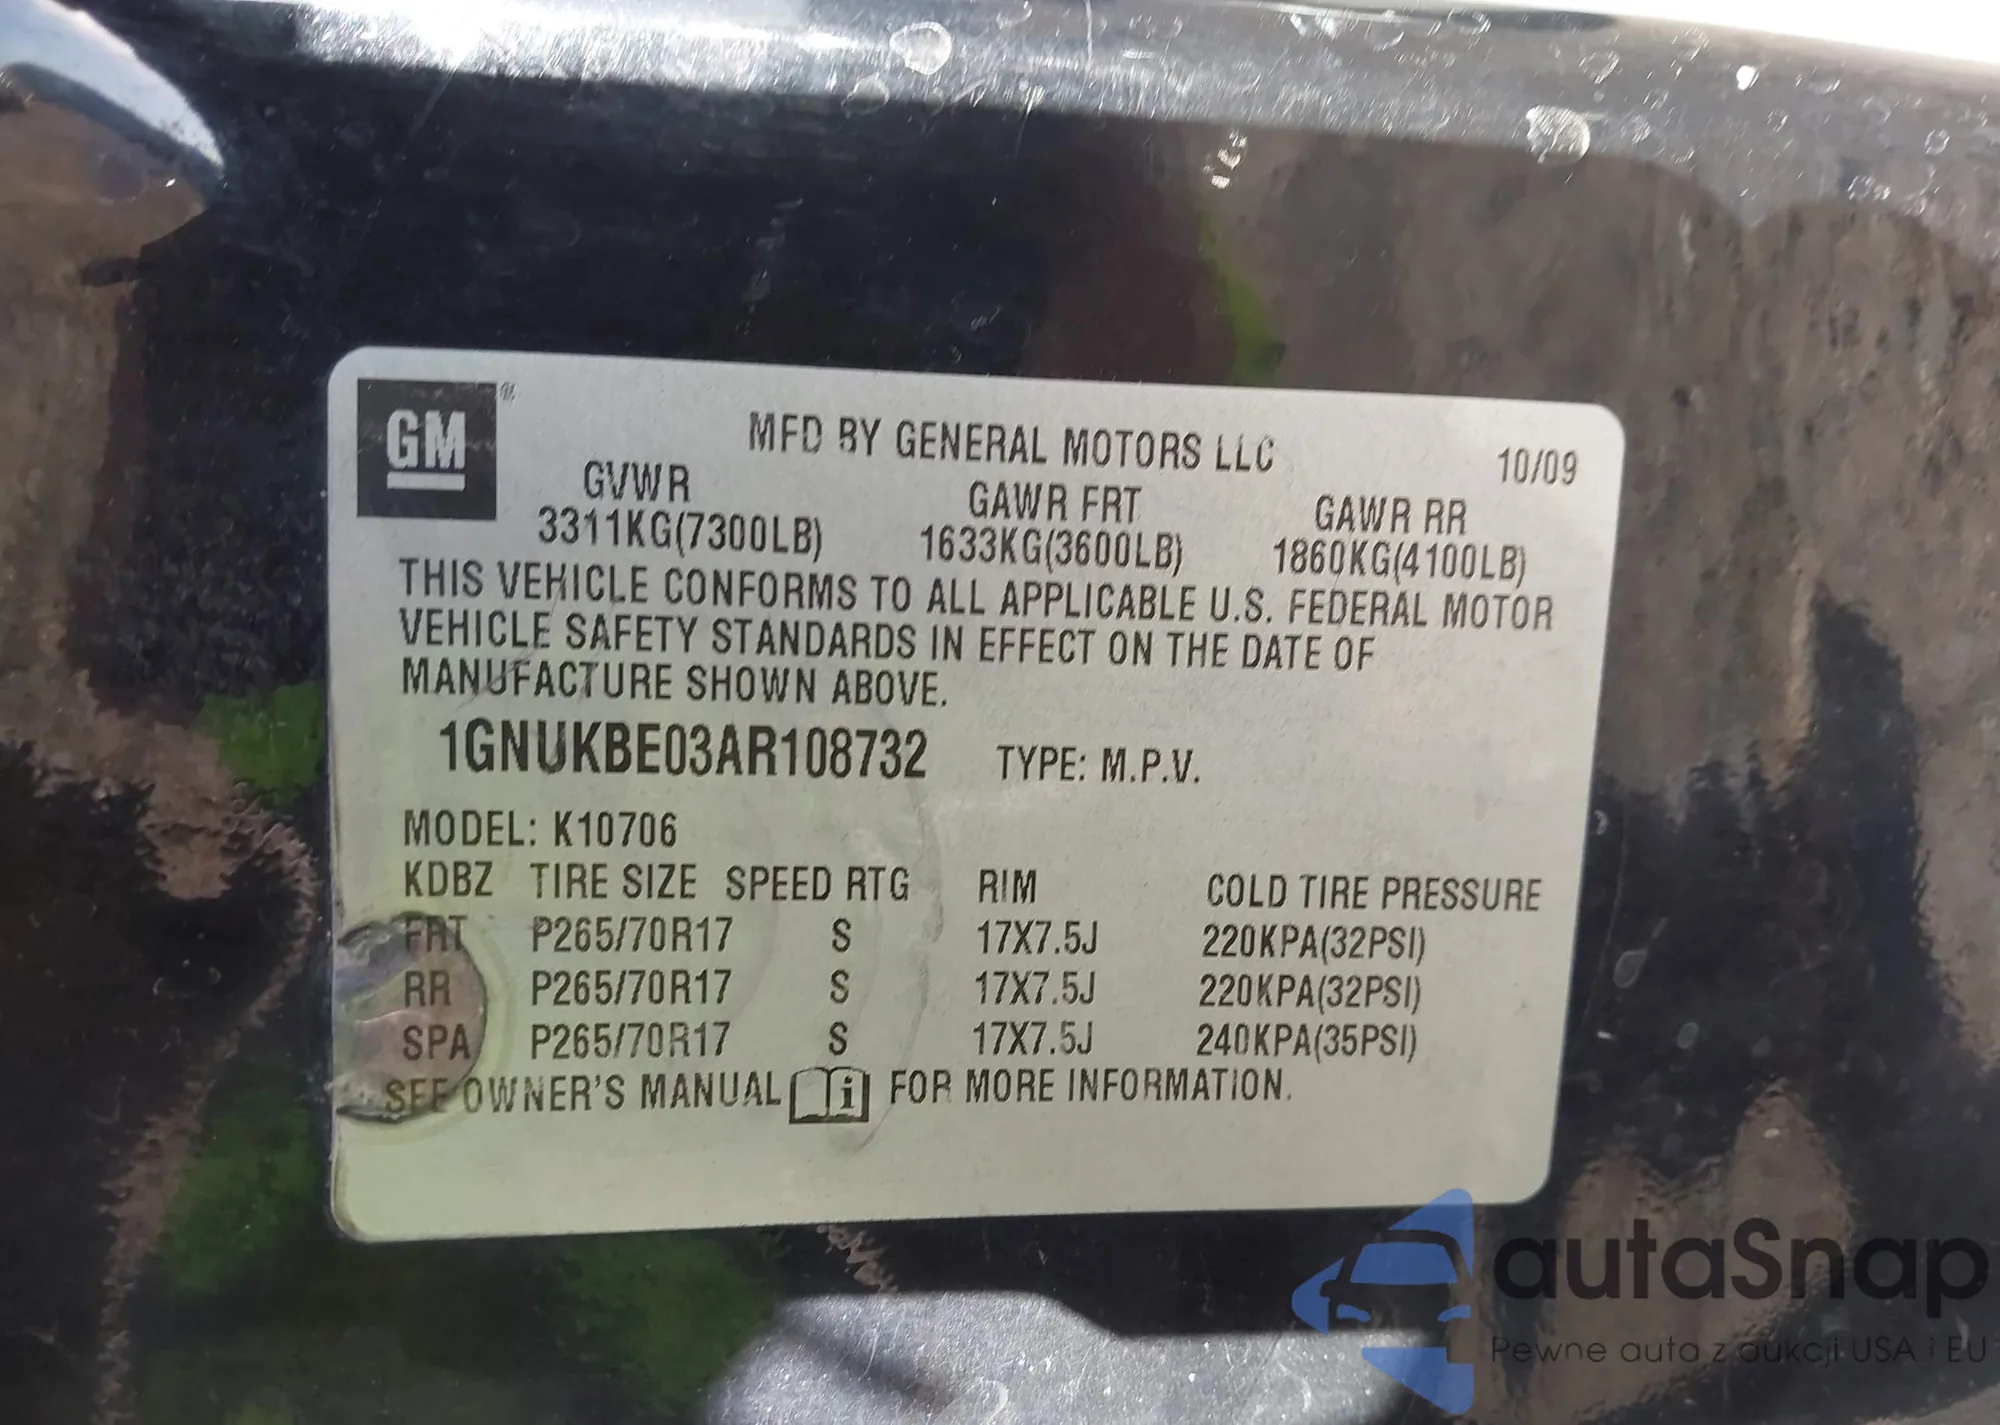 GM
MFD BY GENERAL MOTORS LLC 10/09
GVWR GAWR FRT GAWR RR
3311KG(7300LB) 1633KG(3600LB) 1860KG(4100LB)
THIS VEHICLE CONFORMS TO ALL APPLICABLE U.S. FEDERAL MOTOR
VEHICLE SAFETY STANDARDS IN EFFECT ON THE DATE OF
MANUFACTURE SHOWN ABOVE.
1GNUKBE03AR108732 TYPE: M.P.V.
MODEL: K10706
KDBZ TIRE SIZE SPEED RTG RIM COLD TIRE PRESSURE
FRT P265/70R17 S 17X7.5J 220KPA(32PSI)
RR P265/70R17 S 17X7.5J 220KPA(32PSI)
SPA P265/70R17 S 17X7.5J 240KPA(35PSI)
SEE OWNER'S MANUAL i FOR MORE INFORMATION.
autaSnap
Pewne auta z aukcji USA i EU